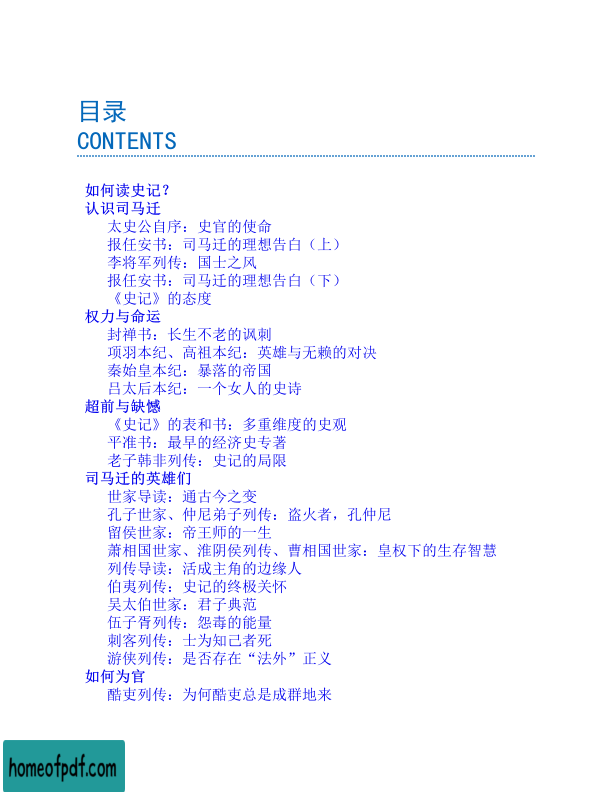 目录
CONTENTS
如何读史记？
认识司马迁
太史公自序：史官的使命
报任安书：司马迁的理想告白（上）
李将军列传：国士之风
报任安书：司马迁的理想告白（下）
《史记》的态度
权力与命运
封禅书：长生不老的讽刺
项羽本纪、高祖本纪：英雄与无赖的对决
秦始皇本纪：暴落的帝国
吕太后本纪：一个女人的史诗
超前与缺憾
《史记》的表和书：多重维度的史观
平准书：最早的经济史专著
老子韩非列传：史记的局限
司马迁的英雄们
世家导读：通古今之变
孔子世家、仲尼弟子列传：盗火者，孔仲尼
留侯世家：帝王师的一生
萧相国世家、淮阴侯列传、曹相国世家：皇权下的生存智慧
列传导读：活成主角的边缘人
伯夷列传：史记的终极关怀
吴太伯世家：君子典范
伍子胥列传：怨毒的能量
刺客列传：士为知己者死
游侠列传：是否存在“法外”正义
如何为官
酷吏列传：为何酷吏总是成群地来
homeofpdf.com